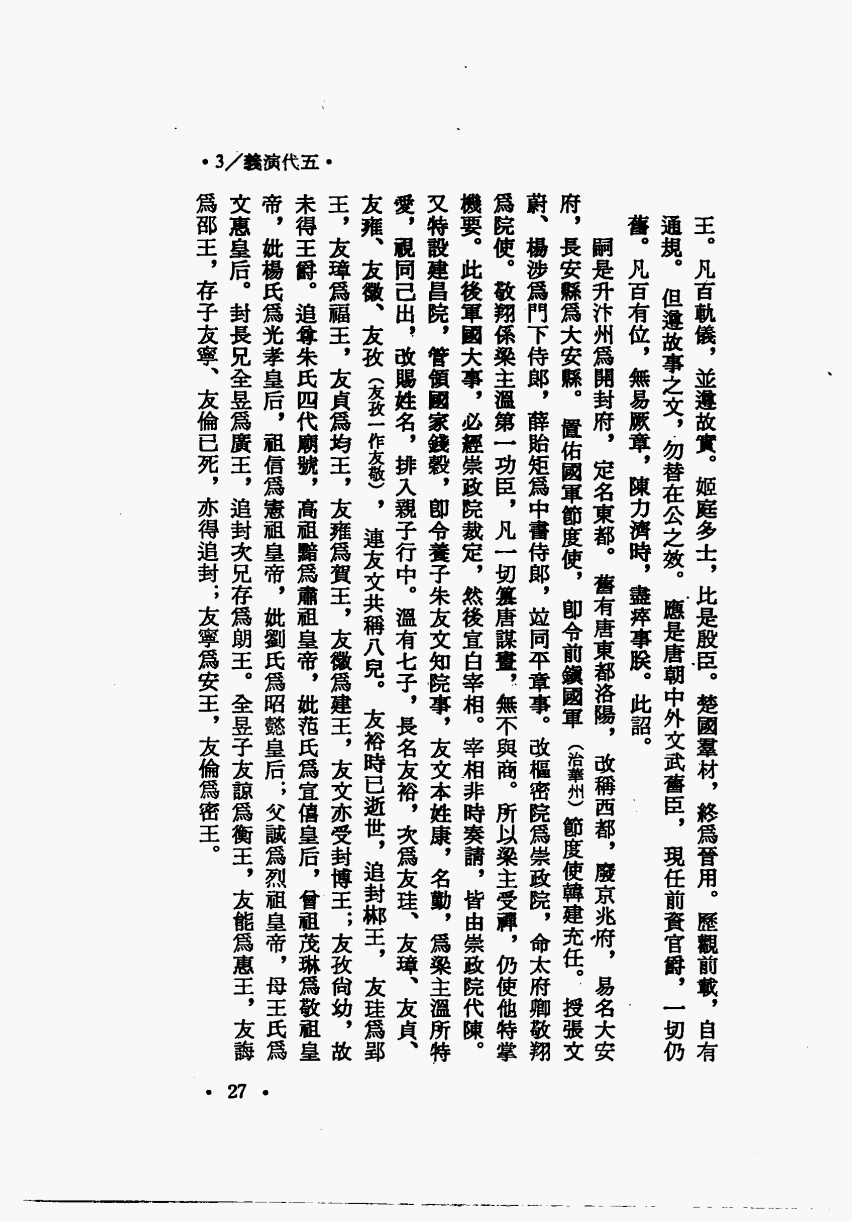 •3／義演代五•
王。凡百軌儀，並遵故實。姬庭多士，比是殷臣。楚國羣材，終爲晉用。歷觀前載，自有
通規。但遵故事之文，勿替在公之效。應是唐朝中外文武舊臣，現任前資官爵，一切仍
舊。凡百有位，無易厥章，陳力濟時，盡瘁事朕。此詔。
嗣是升汴州爲開封府，定名東都。舊有唐東都洛陽，改稱西都，廢京兆府，易名大安
府，長安縣爲大安縣。置佑國軍節度使，卽令前鎭國軍（治華州）節度使韓建充任。授張文
蔚、楊涉爲門下侍郎，薛貽矩爲中書侍郎，竝同平章事。改樞密院爲崇政院，命太府卿敬翔
爲院使。敬翔係梁主溫第一功臣，凡一切簒唐謀畫，無不與商。所以梁主受禪，仍使他特掌
機要。此後軍國大事，必經崇政院裁定，然後宣白宰相。宰相非時奏請，皆由崇政院代陳。
又特設建昌院，管領國家錢穀，卽令養子朱友文知院事，友文本姓康，名勤，爲梁主溫所特
愛，視同己出，改賜姓名，排入親子行中。溫有七子，長名友裕，次爲友珪、友璋、友貞、
友雍、友徽、友孜（友孜一作友敬），連友文共稱八兒。友裕時已逝世，追封郴王，友珪爲郢
王，友璋爲福王，友貞爲均王，友雍爲賀王，友徽爲建王，友文亦受封博王；友孜尙幼，故
未得王爵。追尊朱氏四代廟號，高祖黯爲肅祖皇帝，妣范氏爲宣僖皇后，曾祖茂琳爲敬祖皇
帝，妣楊氏爲光孝皇后，祖信爲憲祖皇帝，妣劉氏爲昭懿皇后；父誠爲烈祖皇帝，母王氏爲
文惠皇后。封長兄全昱爲廣王，追封次兄存爲朗王。全昱子友諒爲衡王，友能爲惠王，友誨
爲邵王，存子友寧、友倫已死，亦得追封；友寧爲安王，友倫爲密王。
• 27 •